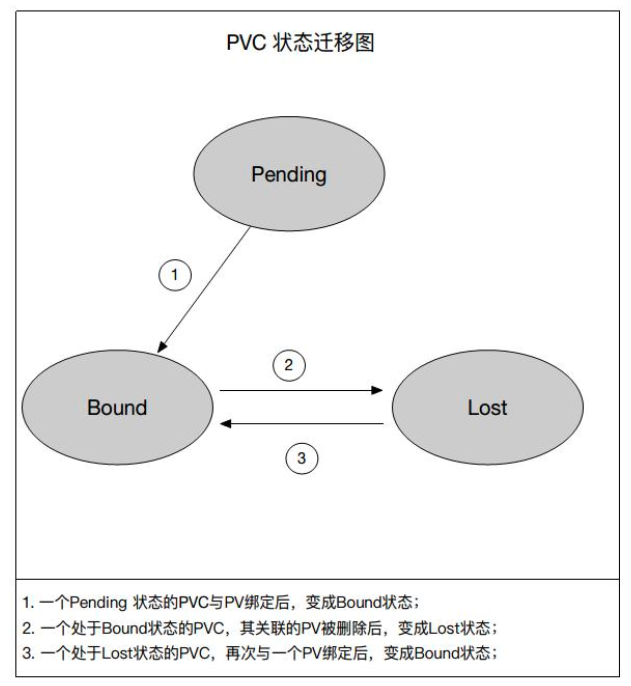 PVC 状态迁移图
Pending
1
2
Bound
Lost
3
1. 一个Pending 状态的PVC与PV绑定后，变成Bound状态；
2. 一个处于Bound状态的PVC，其关联的PV被删除后，变成Lost状态；
3. 一个处于Lost状态的PVC，再次与一个PV绑定后，变成Bound状态；